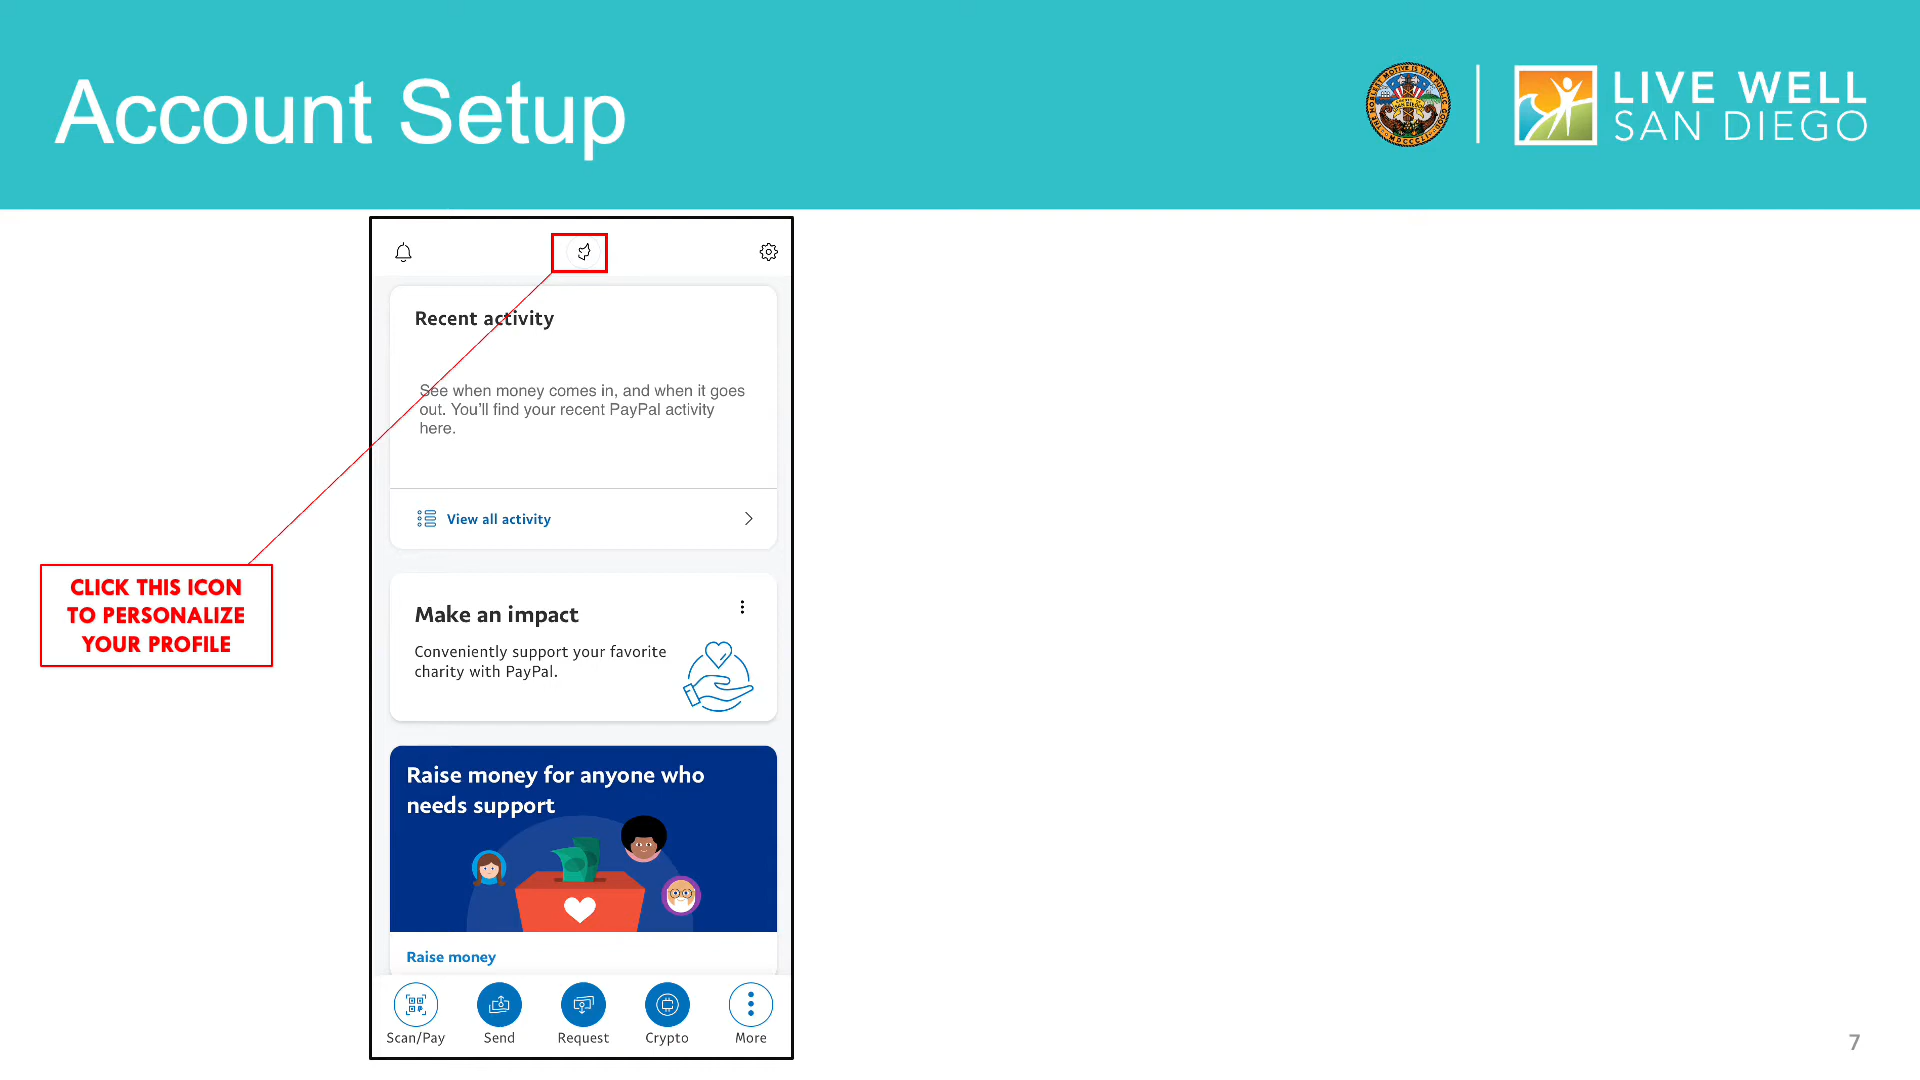 Account Setup
LIVE WELL
SAN DIEGO
Recent activity
See when money comes in, and when it goes
out. You'll find your recent PayPal activity
here.
View all activity
CLICK THIS ICON
TO PERSONALIZE
YOUR PROFILE
Make an impact
Conveniently support your favorite
charity with PayPal.
Raise money for anyone who
needs support
Raise money
Scan/Pay
Send
Request
Crypto
More
7